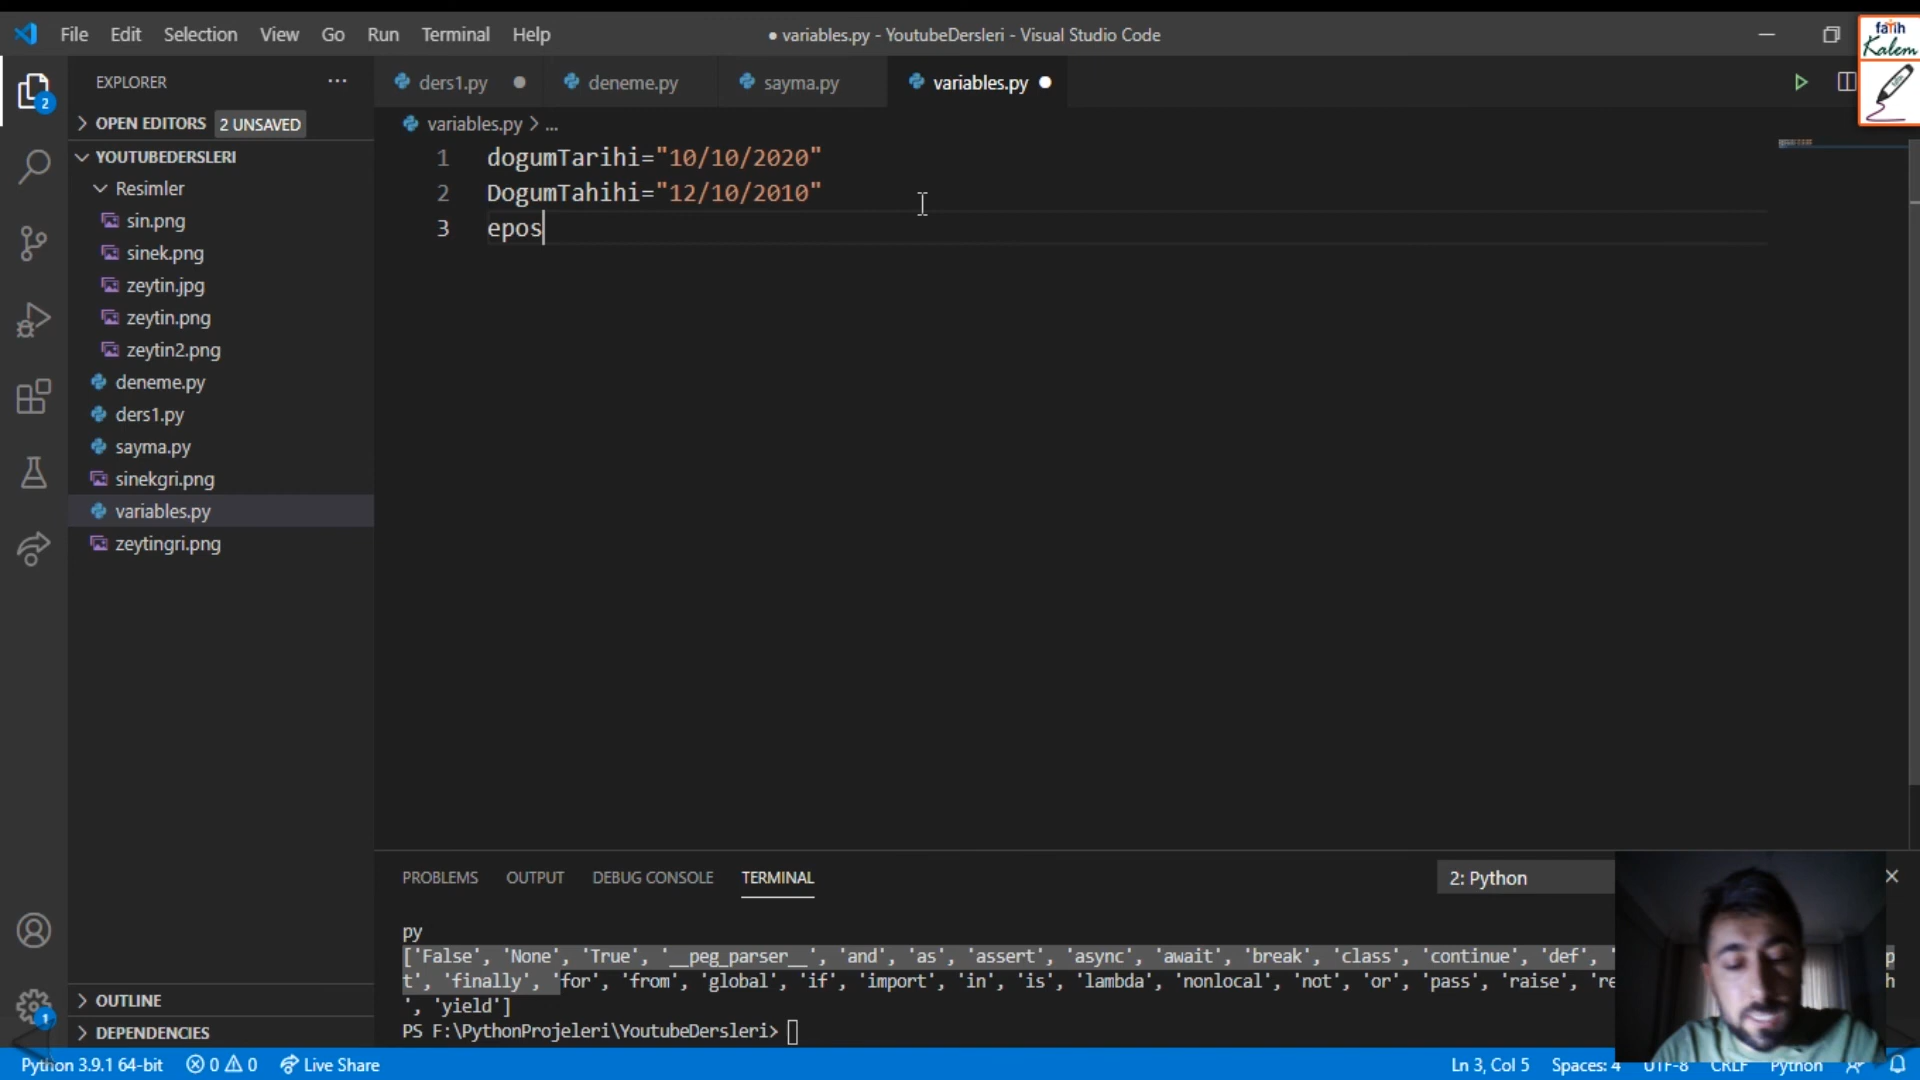 File Edit Selection View Go Run Terminal Help
● variables.py - YoutubeDersleri - Visual Studio Code
fatih
Kalem
EXPLORER
ders1.py
deneme.py
sayma.py
variables.py
OPEN EDITORS 2 UNSAVED
variables.py > ...
YOUTUBEDERSLERI
Resimler
sin.png
sinek.png
zeytin.jpg
zeytin.png
zeytin2.png
deneme.py
ders1.py
sayma.py
sinekgri.png
variables.py
zeytingri.png
OUTLINE
DEPENDENCIES
2
1
1 dogumTarihi="10/10/2020"
2 DogumTahihi="12/10/2010"
3 epos
PROBLEMS OUTPUT DEBUG CONSOLE TERMINAL
2: Python
py
['False', 'None', 'True', '__peg_parser__', 'and', 'as', 'assert', 'async', 'await', 'break', 'class', 'continue', 'def', '
t', 'finally', 'for', 'from', 'global', 'if', 'import', 'in', 'is', 'lambda', 'nonlocal', 'not', 'or', 'pass', 'raise', 're
', 'yield']
PS F:\PythonProjeleri\YoutubeDersleri>
Python 3.9.1 64-bit 0 0 Live Share
Ln 3, Col 5 Spaces: 4 UTF-8 CRLF Python